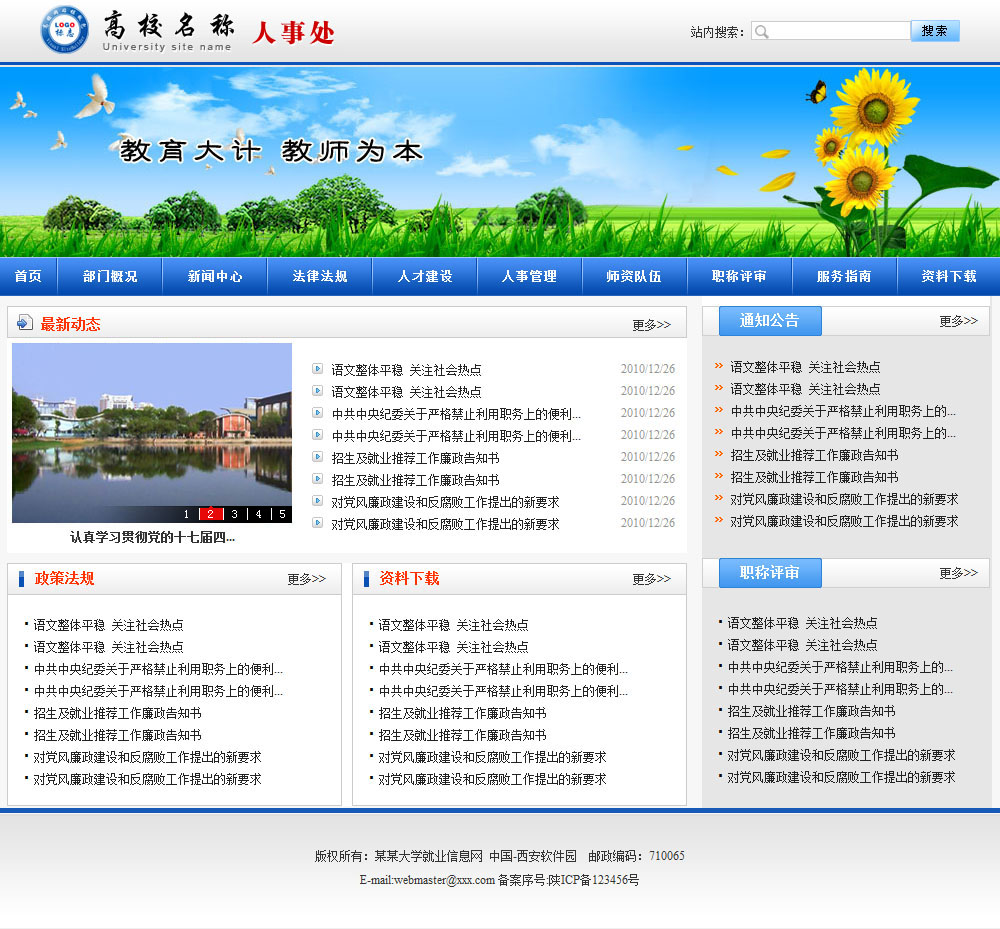 LOGO
标志
高校名称 人事处
University site name
站内搜索： 搜索
教育大计 教师为本
首页 部门概况 新闻中心 法律法规 人才建设 人事管理 师资队伍 职称评审 服务指南 资料下载
最新动态 更多>>
1 2 3 4 5
认真学习贯彻党的十七届四...
语文整体平稳 关注社会热点 2010/12/26
语文整体平稳 关注社会热点 2010/12/26
中共中央纪委关于严格禁止利用职务上的便利... 2010/12/26
中共中央纪委关于严格禁止利用职务上的便利... 2010/12/26
招生及就业推荐工作廉政告知书 2010/12/26
招生及就业推荐工作廉政告知书 2010/12/26
对党风廉政建设和反腐败工作提出的新要求 2010/12/26
对党风廉政建设和反腐败工作提出的新要求 2010/12/26
通知公告 更多>>
语文整体平稳 关注社会热点
语文整体平稳 关注社会热点
中共中央纪委关于严格禁止利用职务上的...
中共中央纪委关于严格禁止利用职务上的...
招生及就业推荐工作廉政告知书
招生及就业推荐工作廉政告知书
对党风廉政建设和反腐败工作提出的新要求
对党风廉政建设和反腐败工作提出的新要求
政策法规 更多>>
语文整体平稳 关注社会热点
语文整体平稳 关注社会热点
中共中央纪委关于严格禁止利用职务上的便利...
中共中央纪委关于严格禁止利用职务上的便利...
招生及就业推荐工作廉政告知书
招生及就业推荐工作廉政告知书
对党风廉政建设和反腐败工作提出的新要求
对党风廉政建设和反腐败工作提出的新要求
资料下载 更多>>
语文整体平稳 关注社会热点
语文整体平稳 关注社会热点
中共中央纪委关于严格禁止利用职务上的便利...
中共中央纪委关于严格禁止利用职务上的便利...
招生及就业推荐工作廉政告知书
招生及就业推荐工作廉政告知书
对党风廉政建设和反腐败工作提出的新要求
对党风廉政建设和反腐败工作提出的新要求
职称评审 更多>>
语文整体平稳 关注社会热点
语文整体平稳 关注社会热点
中共中央纪委关于严格禁止利用职务上的...
中共中央纪委关于严格禁止利用职务上的...
招生及就业推荐工作廉政告知书
招生及就业推荐工作廉政告知书
对党风廉政建设和反腐败工作提出的新要求
对党风廉政建设和反腐败工作提出的新要求
版权所有：某某大学就业信息网 中国-西安软件园 邮政编码：710065
E-mail:webmaster@xxx.com 备案序号:陕ICP备123456号